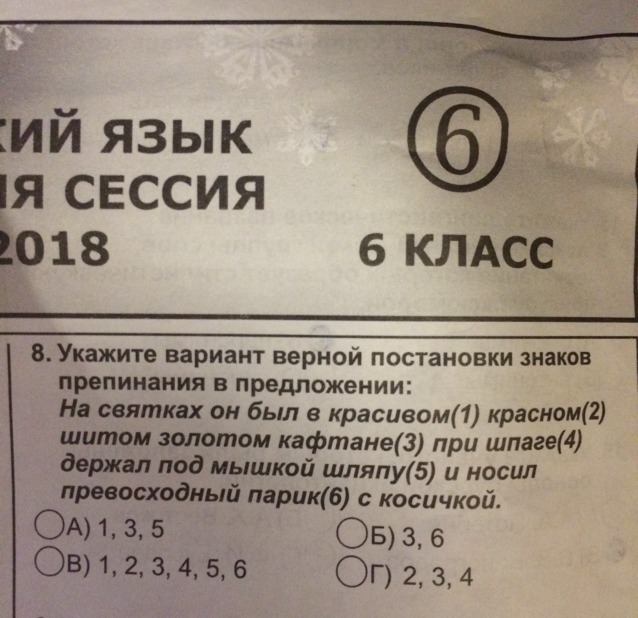 КИЙ ЯЗЫК
6
ІЯ СЕССИЯ
2018
6 КЛАСС
8. Укажите вариант верной постановки знаков
препинания в предложении:
На святках он был в красивом(1) красном(2)
шитом золотом кафтане(3) при шпаге(4)
держал под мышкой шляпу(5) и носил
превосходный парик(6) с косичкой.
А) 1, 3, 5
Б) 3, 6
В) 1, 2, 3, 4, 5, 6
Г) 2, 3, 4